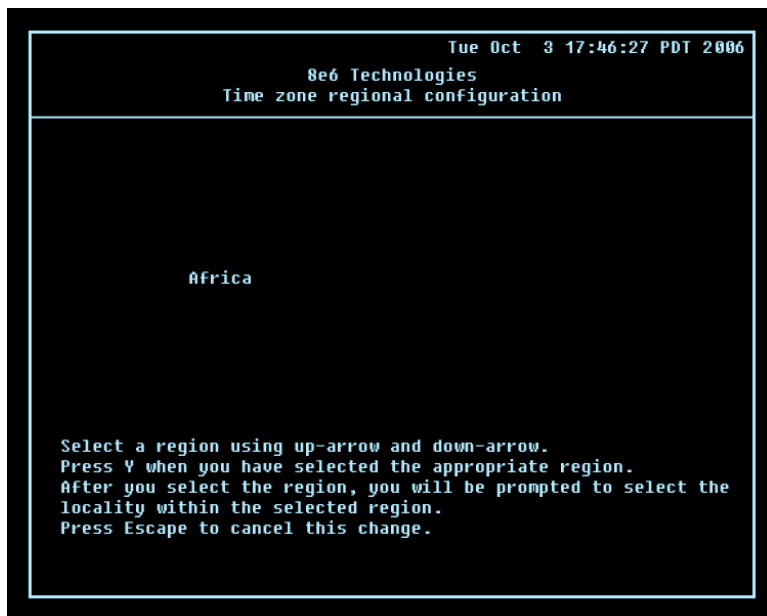 Tue Oct  3 17:46:27 PDT 2006
8e6 Technologies
Time zone regional configuration
Africa
Select a region using up-arrow and down-arrow.
Press Y when you have selected the appropriate region.
After you select the region, you will be prompted to select the
locality within the selected region.
Press Escape to cancel this change.